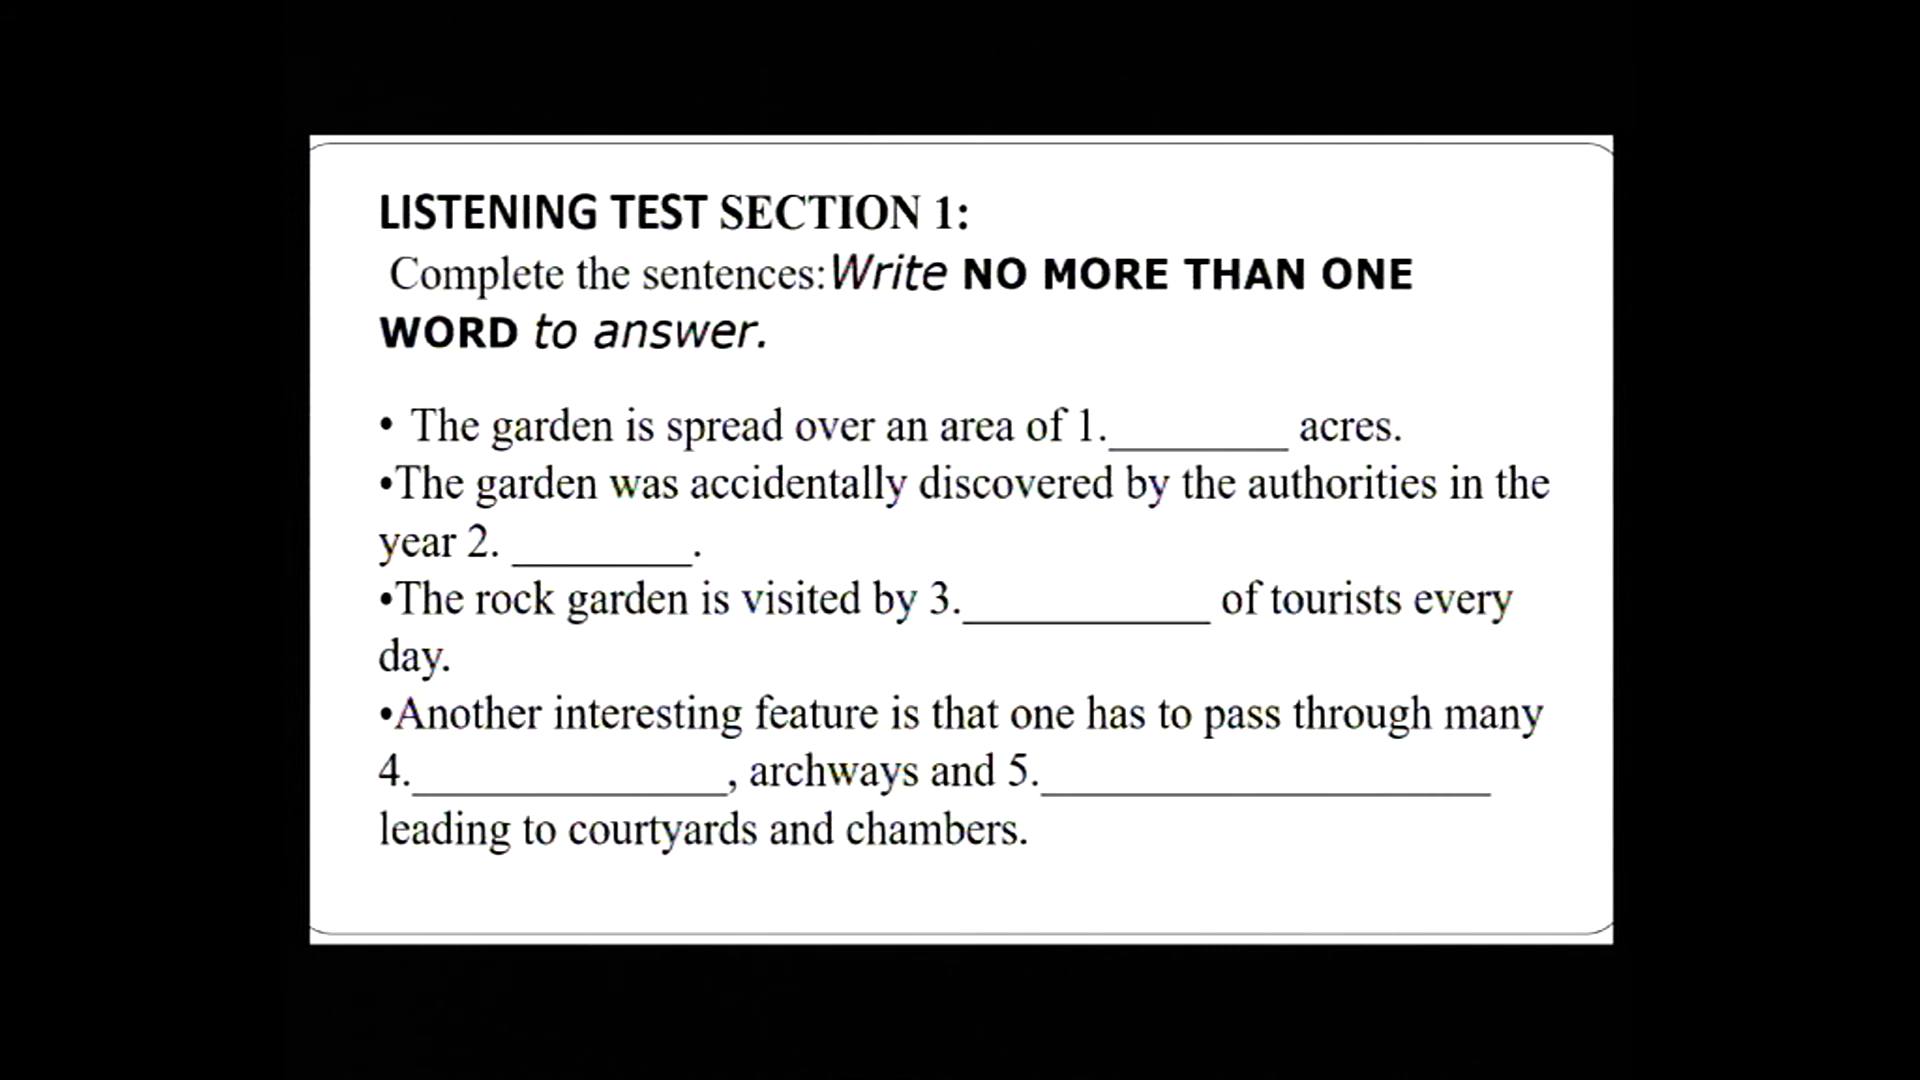 LISTENING TEST SECTION 1:
Complete the sentences:Write NO MORE THAN ONE
WORD to answer.
• The garden is spread over an area of 1.________ acres.
•The garden was accidentally discovered by the authorities in the
year 2. ________.
•The rock garden is visited by 3.___________ of tourists every
day.
•Another interesting feature is that one has to pass through many
4.______________, archways and 5.____________________
leading to courtyards and chambers.